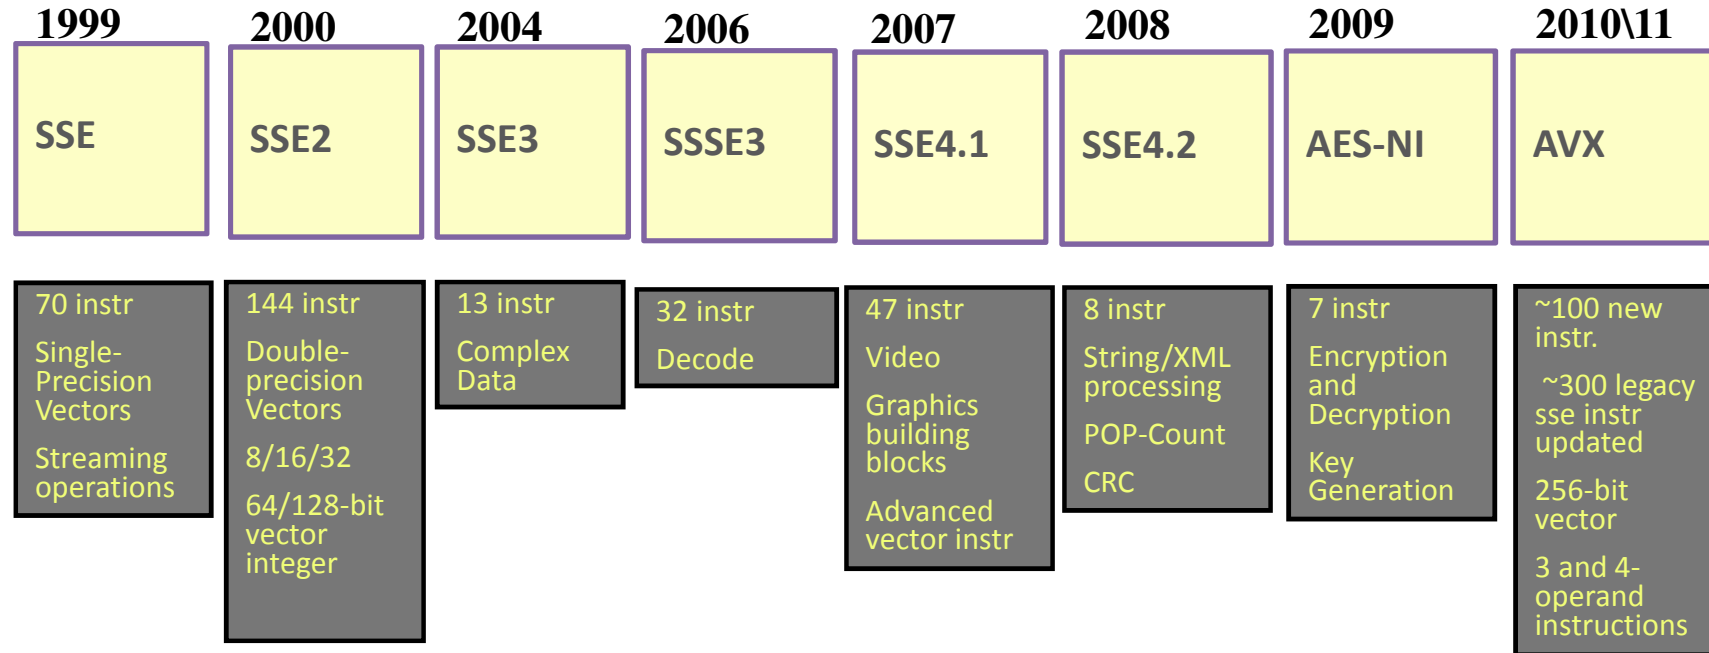 1999
2000
2004
2006
2007
2008
2009
2010\11
SSE
SSE2
SSE3
SSSE3
SSE4.1
SSE4.2
AES-NI
AVX
70 instr
Single-
Precision
Vectors
Streaming
operations
144 instr
Double-
precision
Vectors
8/16/32
64/128-bit
vector
integer
13 instr
Complex
Data
32 instr
Decode
47 instr
Video
Graphics
building
blocks
Advanced
vector instr
8 instr
String/XML
processing
POP-Count
CRC
7 instr
Encryption
and
Decryption
Key
Generation
~100 new
instr.
~300 legacy
sse instr
updated
256-bit
vector
3 and 4-
operand
instructions